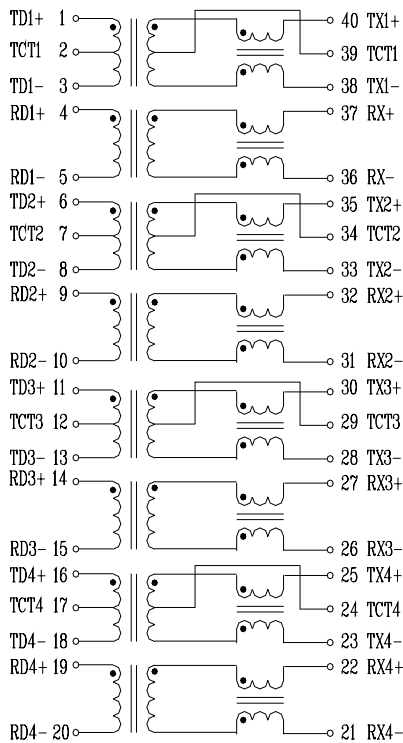 TD1+ 1 40 TX1+
TCT1 2 39 TCT1
TD1- 3 38 TX1-
RD1+ 4 37 RX+
RD1- 5 36 RX-
TD2+ 6 35 TX2+
TCT2 7 34 TCT2
TD2- 8 33 TX2-
RD2+ 9 32 RX2+
RD2- 10 31 RX2-
TD3+ 11 30 TX3+
TCT3 12 29 TCT3
TD3- 13 28 TX3-
RD3+ 14 27 RX3+
RD3- 15 26 RX3-
TD4+ 16 25 TX4+
TCT4 17 24 TCT4
TD4- 18 23 TX4-
RD4+ 19 22 RX4+
RD4- 20 21 RX4-